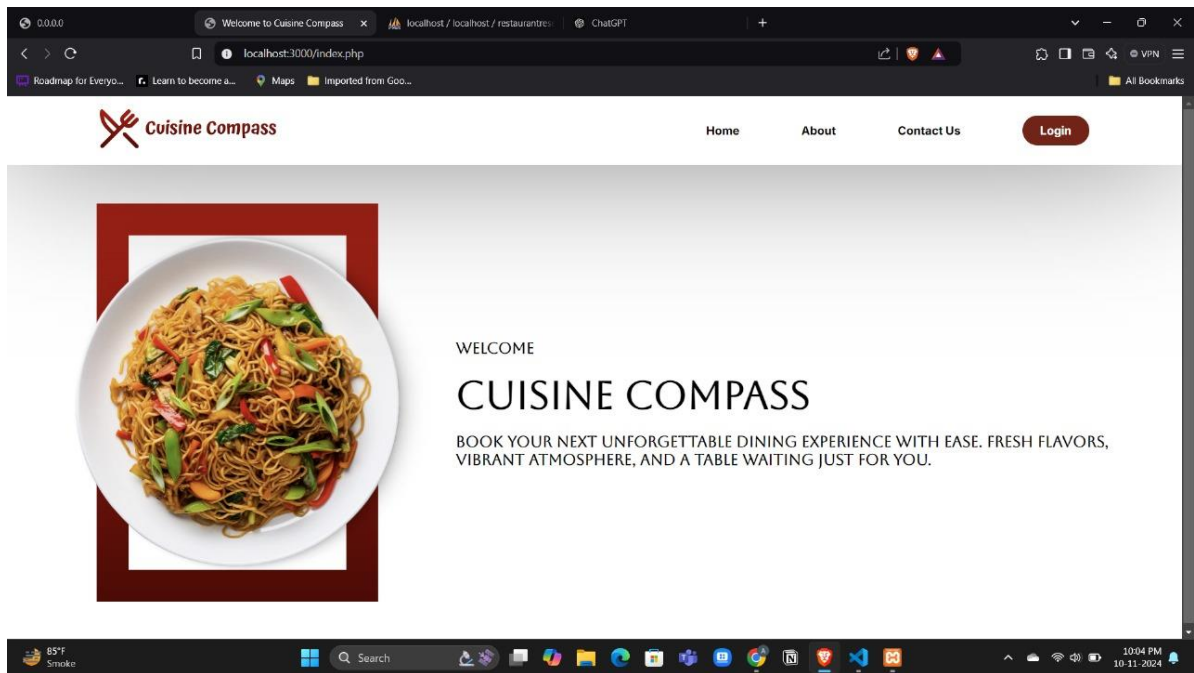 0.0.0.0
Welcome to Cuisine Compass
localhost / localhost / restaurantres
ChatGPT
localhost:3000/index.php
VPN
Roadmap for Everyo...
Learn to become a...
Maps
Imported from Goo...
All Bookmarks
Cuisine Compass
Home
About
Contact Us
Login
WELCOME
CUISINE COMPASS
BOOK YOUR NEXT UNFORGETTABLE DINING EXPERIENCE WITH EASE. FRESH FLAVORS,
VIBRANT ATMOSPHERE, AND A TABLE WAITING JUST FOR YOU.
85°F
Smoke
Search
10:04 PM
10-11-2024